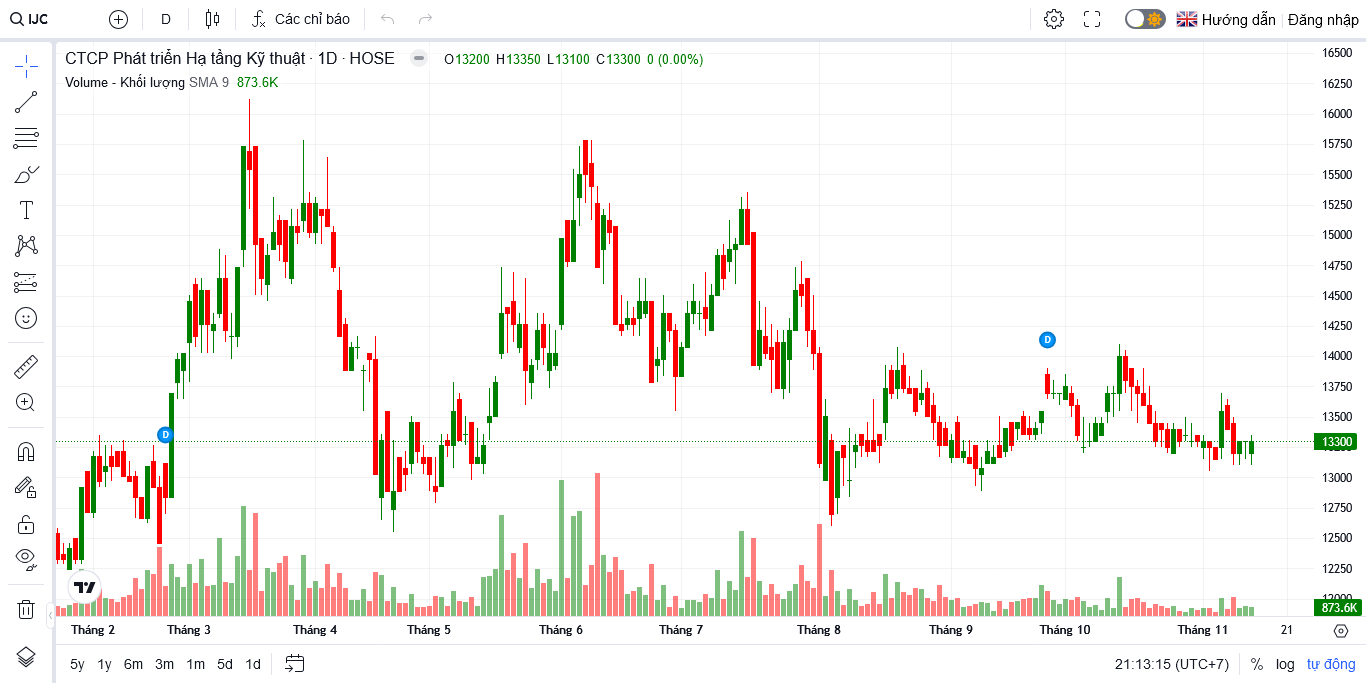 IJC D Các chỉ báo Hướng dẫn Đăng nhập
CTCP Phát triển Hạ tầng Kỹ thuật · 1D · HOSE O13200 H13350 L13100 C13300 0 (0.00%)
Volume - Khối lượng SMA 9 873.6K
16500
16250
16000
15750
15500
15250
15000
14750
14500
14250
14000
13750
13500
13300
13000
12750
12500
12250
12000
873.6K
D
D
Tháng 2 Tháng 3 Tháng 4 Tháng 5 Tháng 6 Tháng 7 Tháng 8 Tháng 9 Tháng 10 Tháng 11 21
5y 1y 6m 3m 1m 5d 1d 21:13:15 (UTC+7) % log tự động